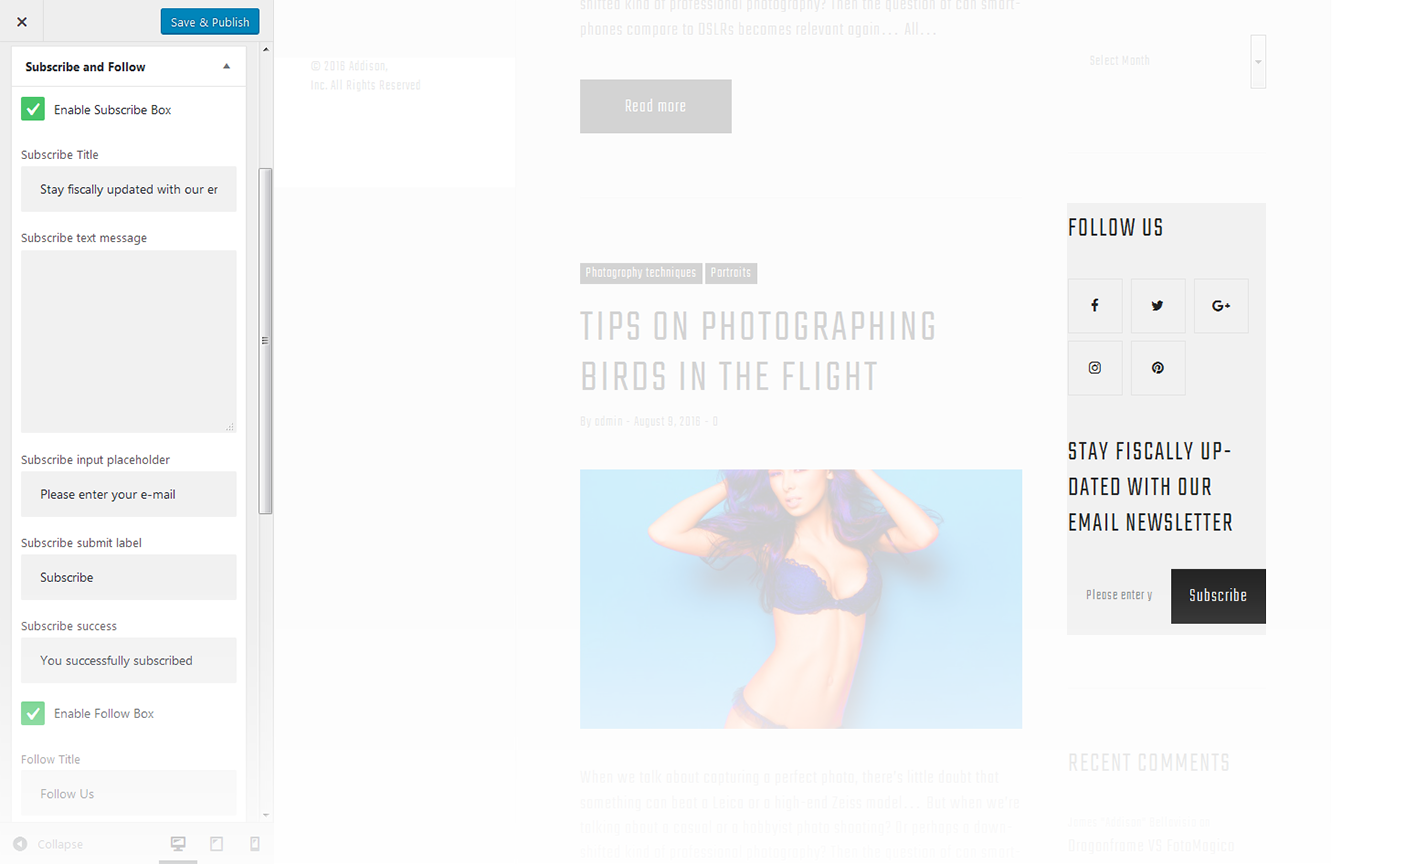 Save & Publish
Subscribe and Follow
Enable Subscribe Box
Subscribe Title
Stay fiscally updated with our er
Subscribe text message
Subscribe input placeholder
Please enter your e-mail
Subscribe submit label
Subscribe
Subscribe success
You successfully subscribed
Enable Follow Box
Follow Title
Follow Us
Collapse
© 2016 Addison,
Inc. All Rights Reserved
shifted kind of professional photography? Then the question of can smart-
phones compare to DSLRs becomes relevant again… All…
Read more
Photography techniques
Portraits
TIPS ON PHOTOGRAPHING
BIRDS IN THE FLIGHT
By admin - August 9, 2016 - 0
When we talk about capturing a perfect photo, there's little doubt that
something can beat a Leica or a high-end Zeiss model… But when we're
talking about a casual or a hobbyist photo shooting? Or perhaps a down-
shifted kind of professional photography? Then the question of can smart-
Select Month
FOLLOW US
G+
STAY FISCALLY UP-
DATED WITH OUR
EMAIL NEWSLETTER
Please enter y
Subscribe
RECENT COMMENTS
Dragonframe VS FutoMagica